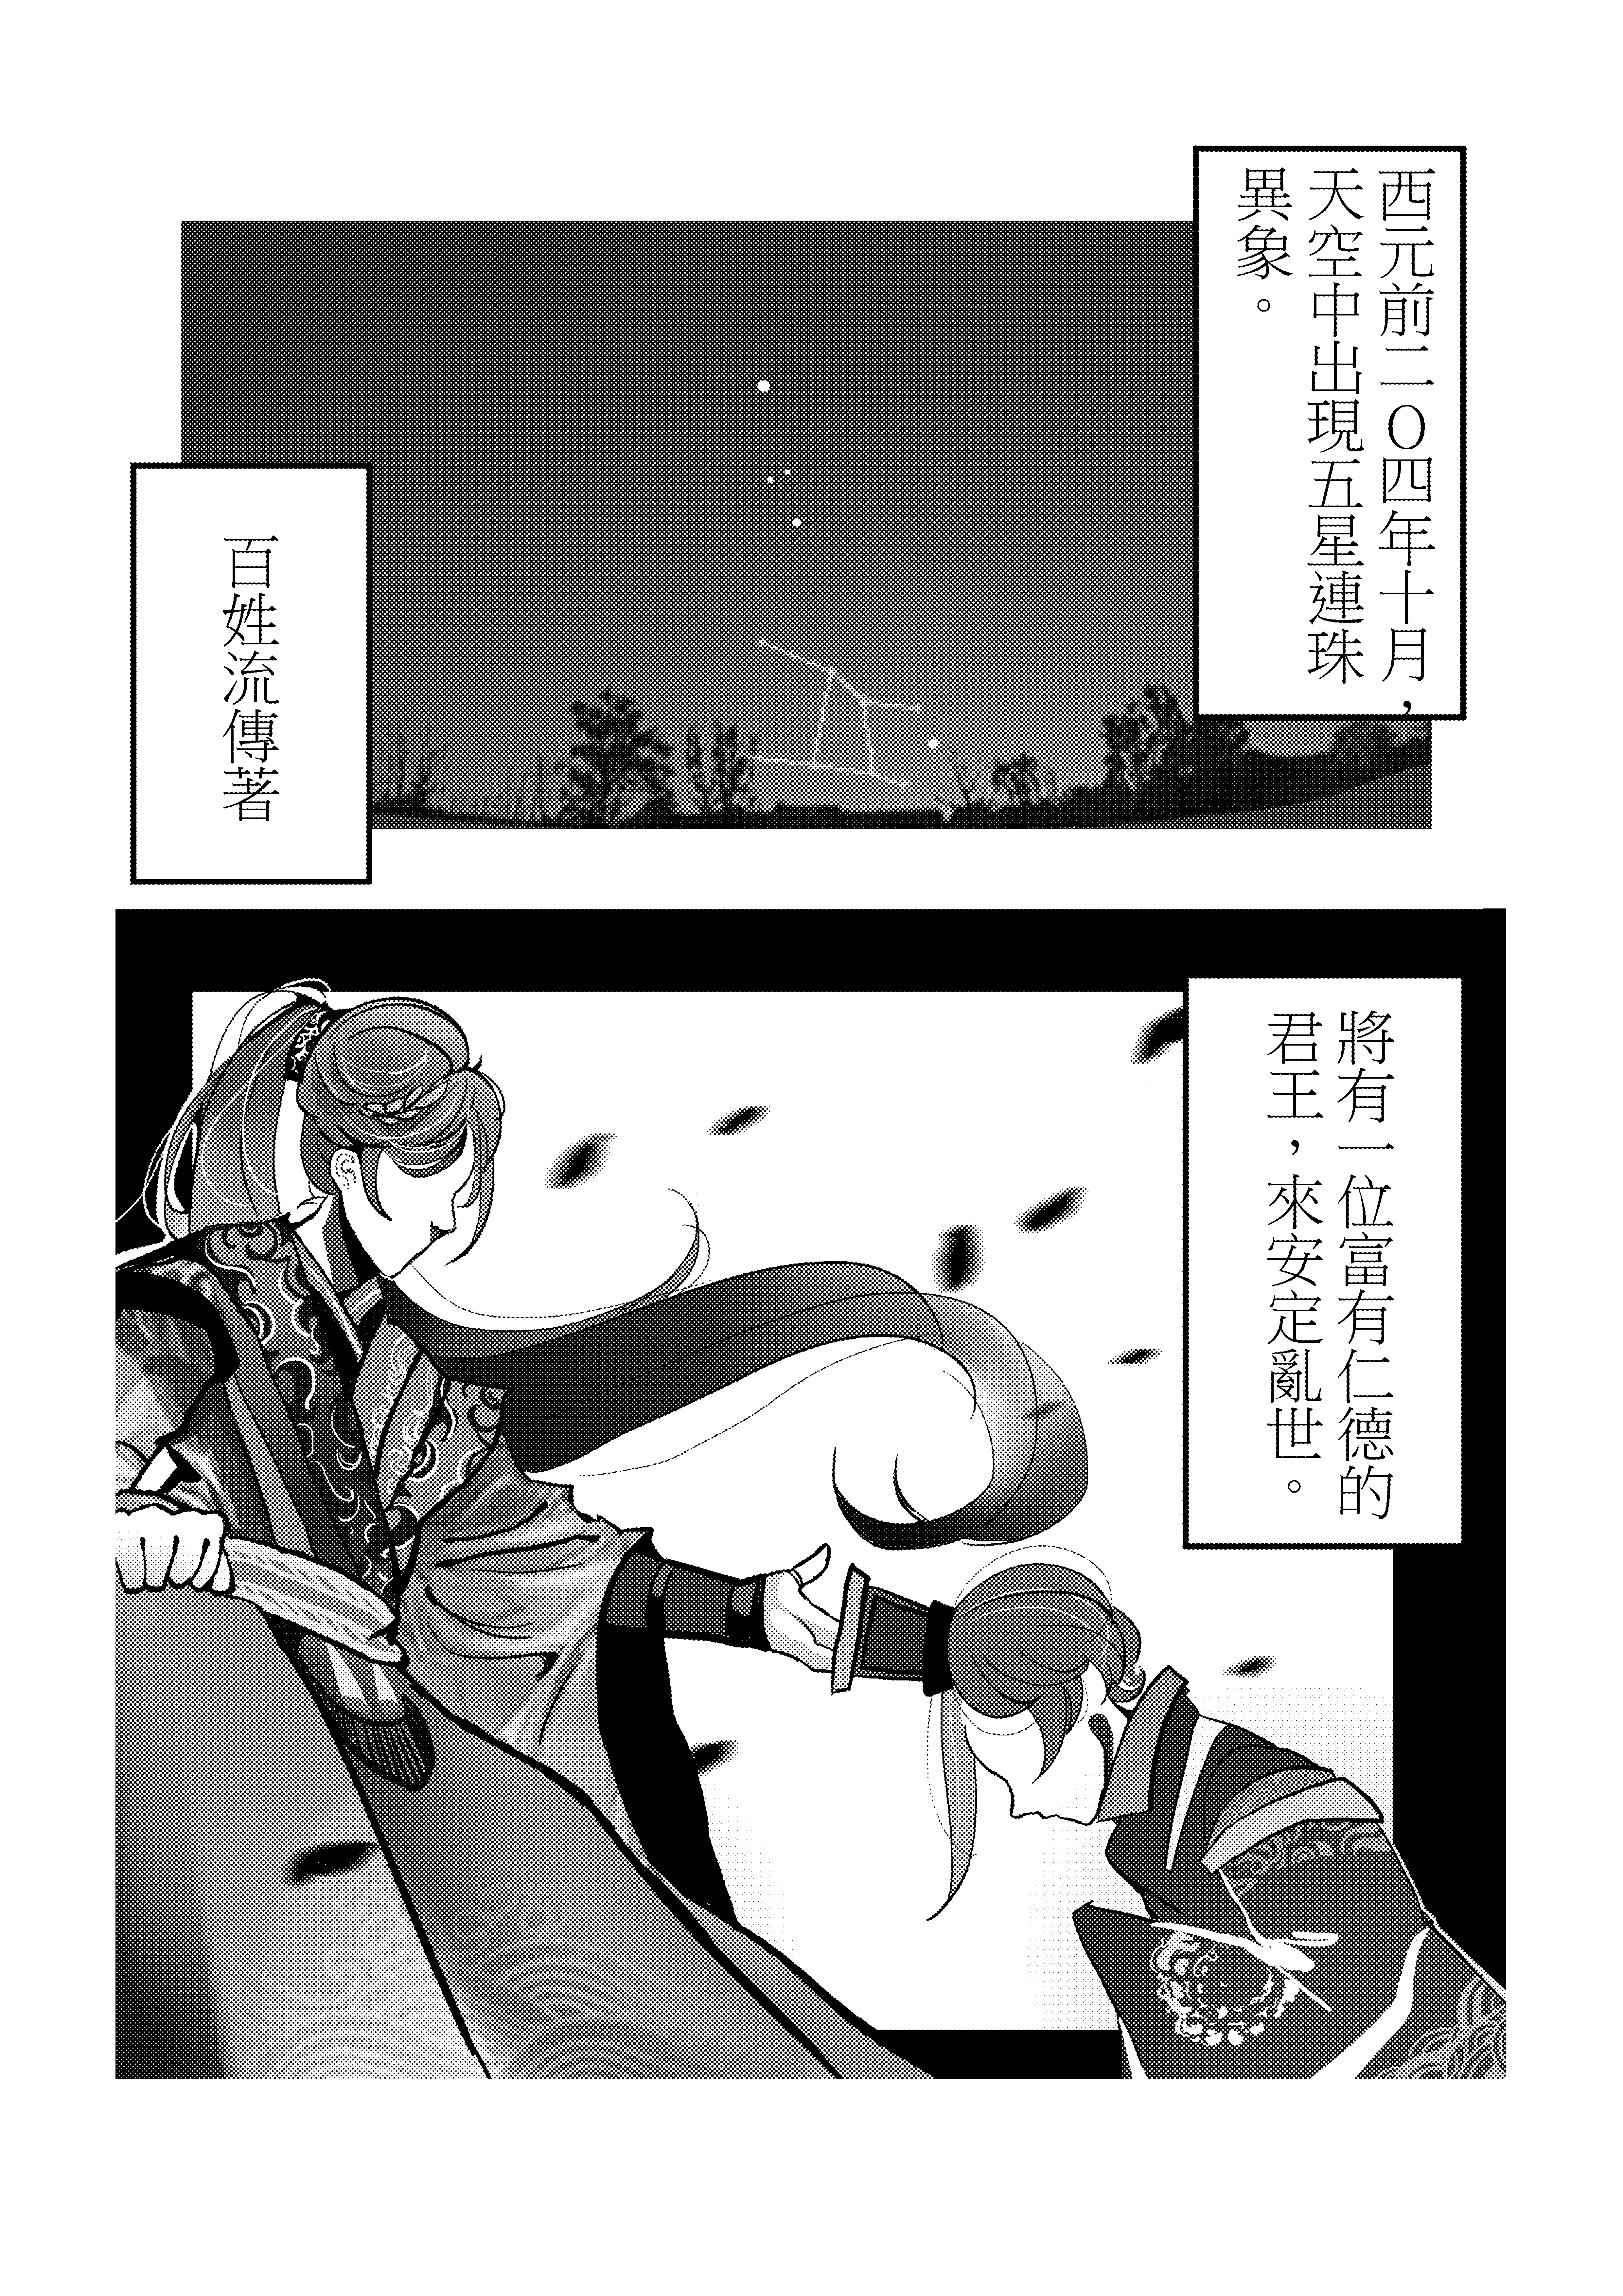 西元前二〇四年十月，
天空中出現五星連珠
異象。
百姓流傳著
將有一位富有仁德的
君王，來安定亂世。